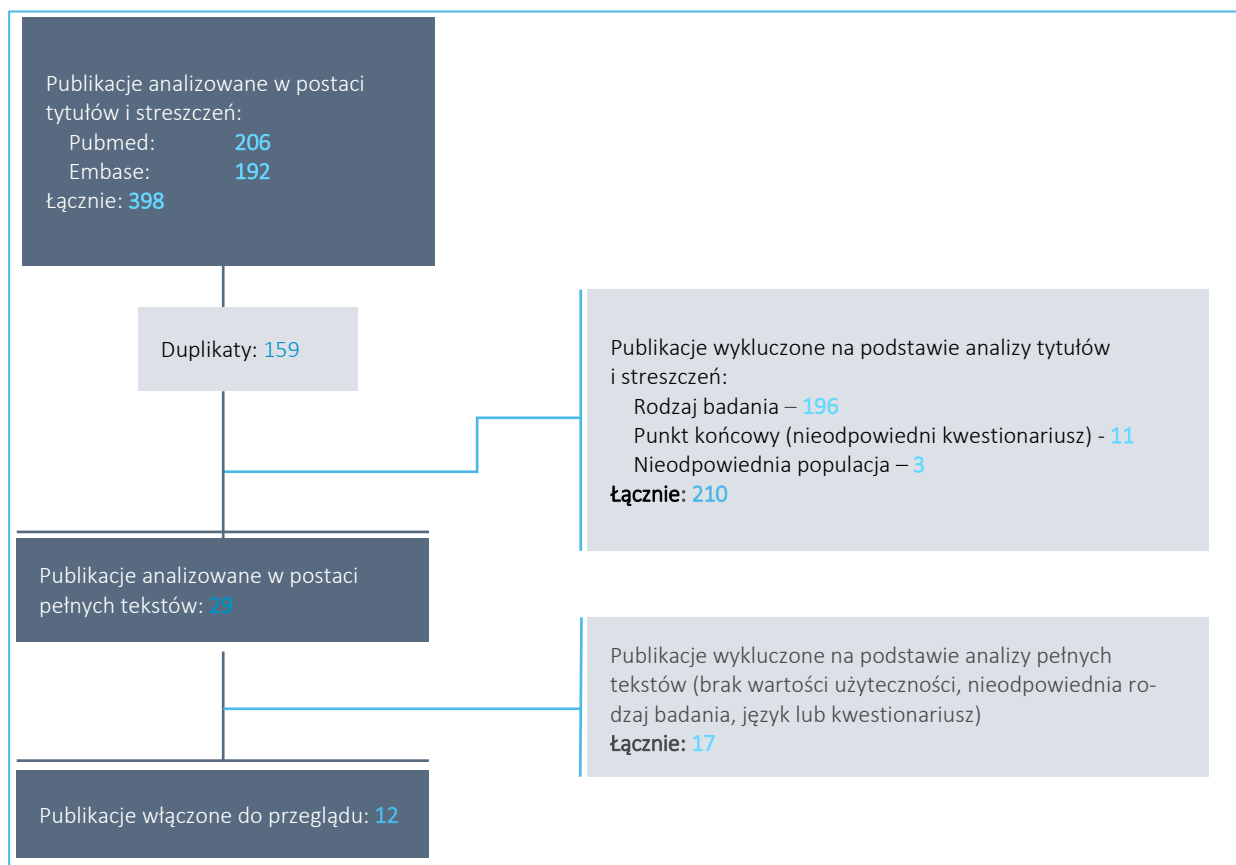 Publikacje analizowane w postaci
tytułów i streszczeń:
Pubmed: 206
Embase: 192
Łącznie: 398
Duplikaty: 159
Publikacje wykluczone na podstawie analizy tytułów
i streszczeń:
Rodzaj badania – 196
Punkt końcowy (nieodpowiedni kwestionariusz) - 11
Nieodpowiednia populacja – 3
Łącznie: 210
Publikacje analizowane w postaci
pełnych tekstów: 29
Publikacje wykluczone na podstawie analizy pełnych
tekstów (brak wartości użyteczności, nieodpowiednia ro-
dzaj badania, język lub kwestionariusz)
Łącznie: 17
Publikacje włączone do przeglądu: 12